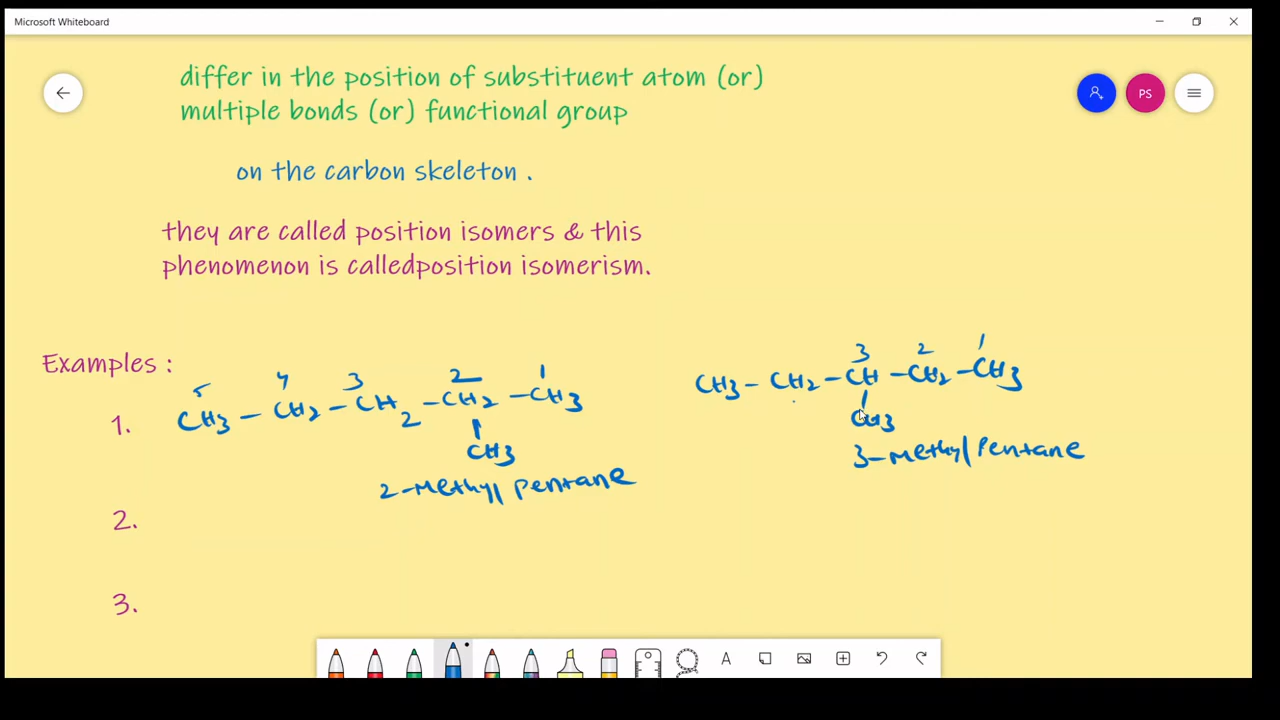 Microsoft Whiteboard
differ in the position of substituent atom (or)
multiple bonds (or) functional group
PS
on the carbon skeleton .
they are called position isomers & this
phenomenon is calledposition isomerism.
Examples :
1.
5 4 3 2 1
CH3 - CH2 - CH2 - CH2 - CH3
CH3
2-Methyl pentane
3 2 1
CH3 - CH2 - CH - CH2 - CH3
CH3
3-Methyl Pentane
2.
3.
A